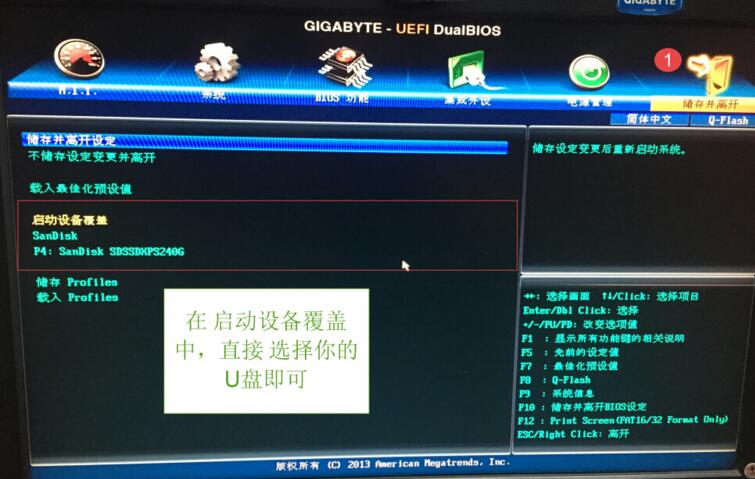 GIGABYTE
GIGABYTE - UEFI DualBIOS
1
M.I.T.
系统
BIOS 功能
集成外设
电源管理
储存并离开
简体中文
Q-Flash
储存并离开设定
不储存设定变更并离开
载入最佳化预设值
启动设备覆盖
SanDisk
P4: SanDisk SDSSDXPS240G
储存 Profiles
载入 Profiles
在 启动设备覆盖
中，直接 选择你的
U盘即可
储存设定变更后重新启动系统。
→←: 选择画面 ↑↓/Click: 选择项目
Enter/Dbl Click: 选择
+/-/PU/PD: 改变选项值
F1 : 显示所有功能键的相关说明
F5 : 先前的设定值
F7 : 最佳化预设值
F8 : Q-Flash
F9 : 系统信息
F10 : 储存并离开BIOS设定
F12 : Print Screen(FAT16/32 Format Only)
ESC/Right Click: 离开
版权所有 (C) 2013 American Megatrends, Inc.